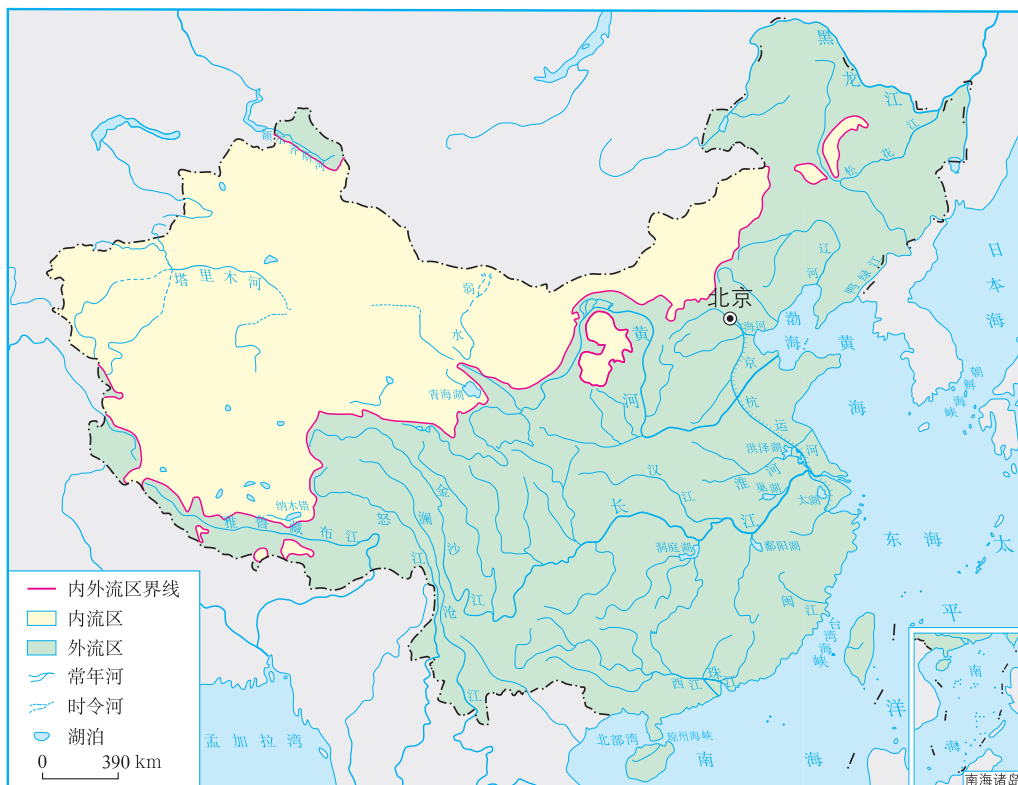 黑龙江
松花江
额尔齐斯河
塔里木河
弱水
辽河
鸭绿江
日本海
北京
海河
渤海
黄海
朝鲜海峡
黄河
青海湖
京杭运河
洪泽湖
淮河
巢湖
太湖
汉江
长江
金沙江
澜沧江
怒江
纳木错
雅鲁藏布江
洞庭湖
鄱阳湖
东海
太平洋
闽江
台湾海峡
西江
珠江
北部湾
琼州海峡
南海
孟加拉湾
内外流区界线
内流区
外流区
常年河
时令河
湖泊
0 390 km
南海
南海诸岛